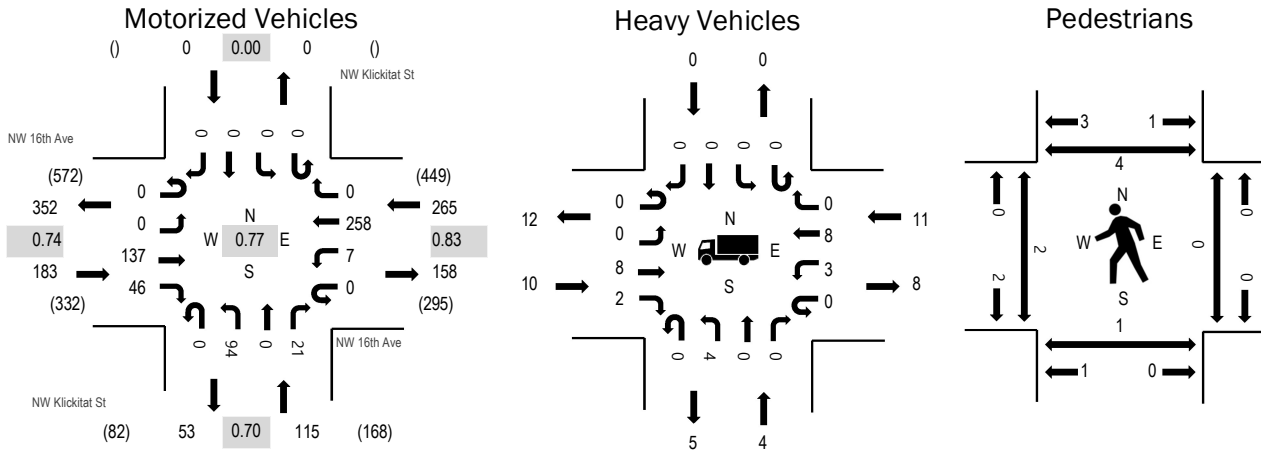 Motorized Vehicles
Heavy Vehicles
Pedestrians
() 0 0.00 0 ()
NW Klickitat St
NW 16th Ave
0 0 0 0
(572)
352
0.74
183
(332)
0
0
137
46
N
W 0.77 E
S
0
258
7
0
(449)
265
0.83
158
(295)
0 94 0 21
NW 16th Ave
NW Klickitat St
(82) 53 0.70 115 (168)
0 0
0 0 0 0
12
10
0
0
8
2
N
W E
S
0
8
3
0
11
8
0 4 0 0
5 4
3 1
4
0
2
2
N
W E
S
0
0
0
1
1 0